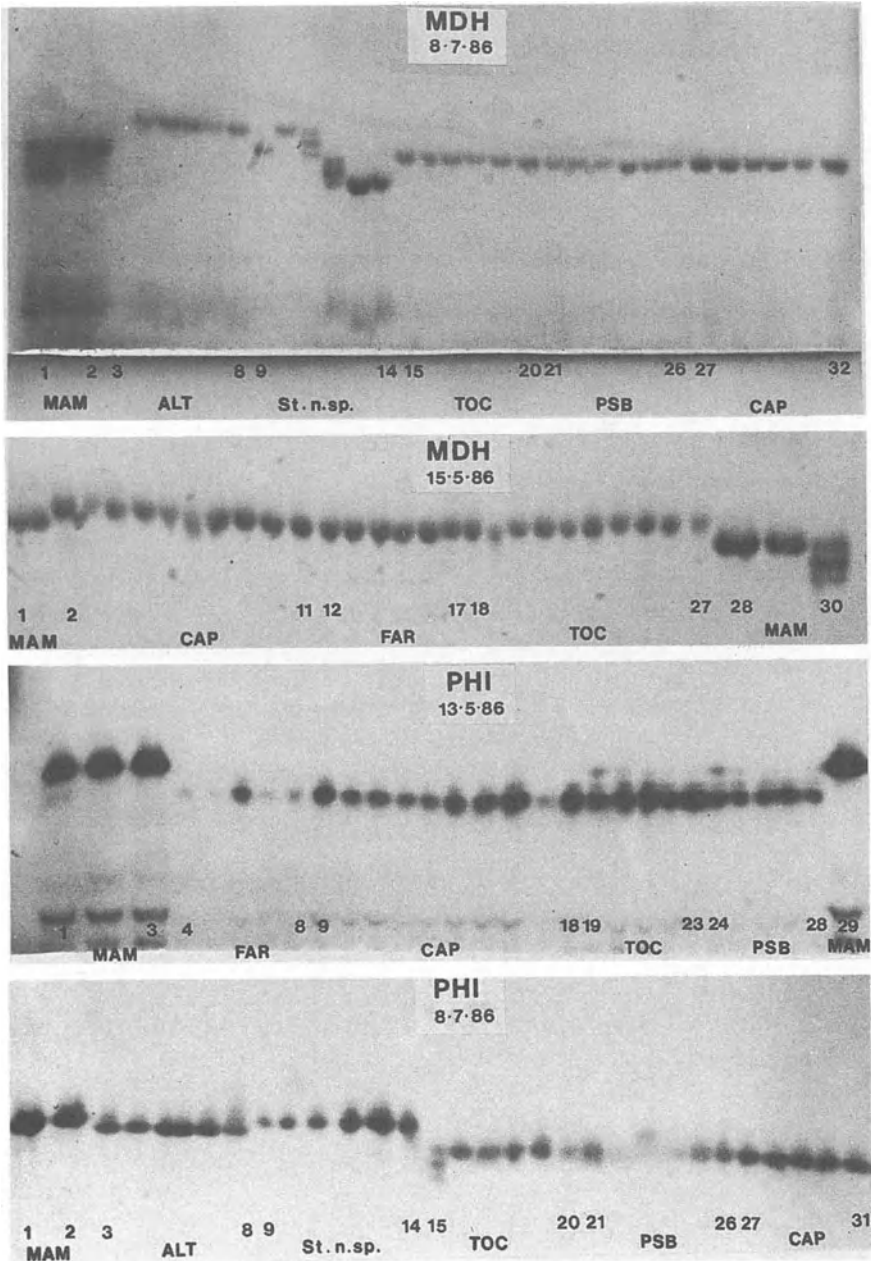 MDH
8·7·86
1 2 3 8 9 14 15 20 21 26 27 32
MAM ALT St. n.sp. TOC PSB CAP
MDH
15·5·86
1 2 11 12 17 18 27 28 30
MAM CAP FAR TOC MAM
PHI
13·5·86
1 3 4 8 9 18 19 23 24 28 29
MAM FAR CAP TOC PSB MAM
PHI
8·7·86
1 2 3 8 9 14 15 20 21 26 27 31
MAM ALT St. n.sp. TOC PSB CAP